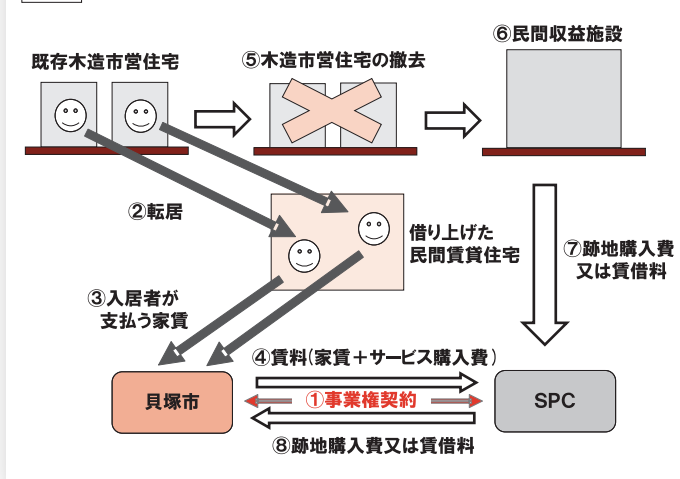 ⑥民間収益施設
既存木造市営住宅
⑤木造市営住宅の撤去
②転居
借り上げた
民間賃貸住宅
⑦跡地購入費
又は賃借料
③入居者が
支払う家賃
④賃料(家賃＋サービス購入費)
貝塚市
①事業権契約
SPC
⑧跡地購入費又は賃借料